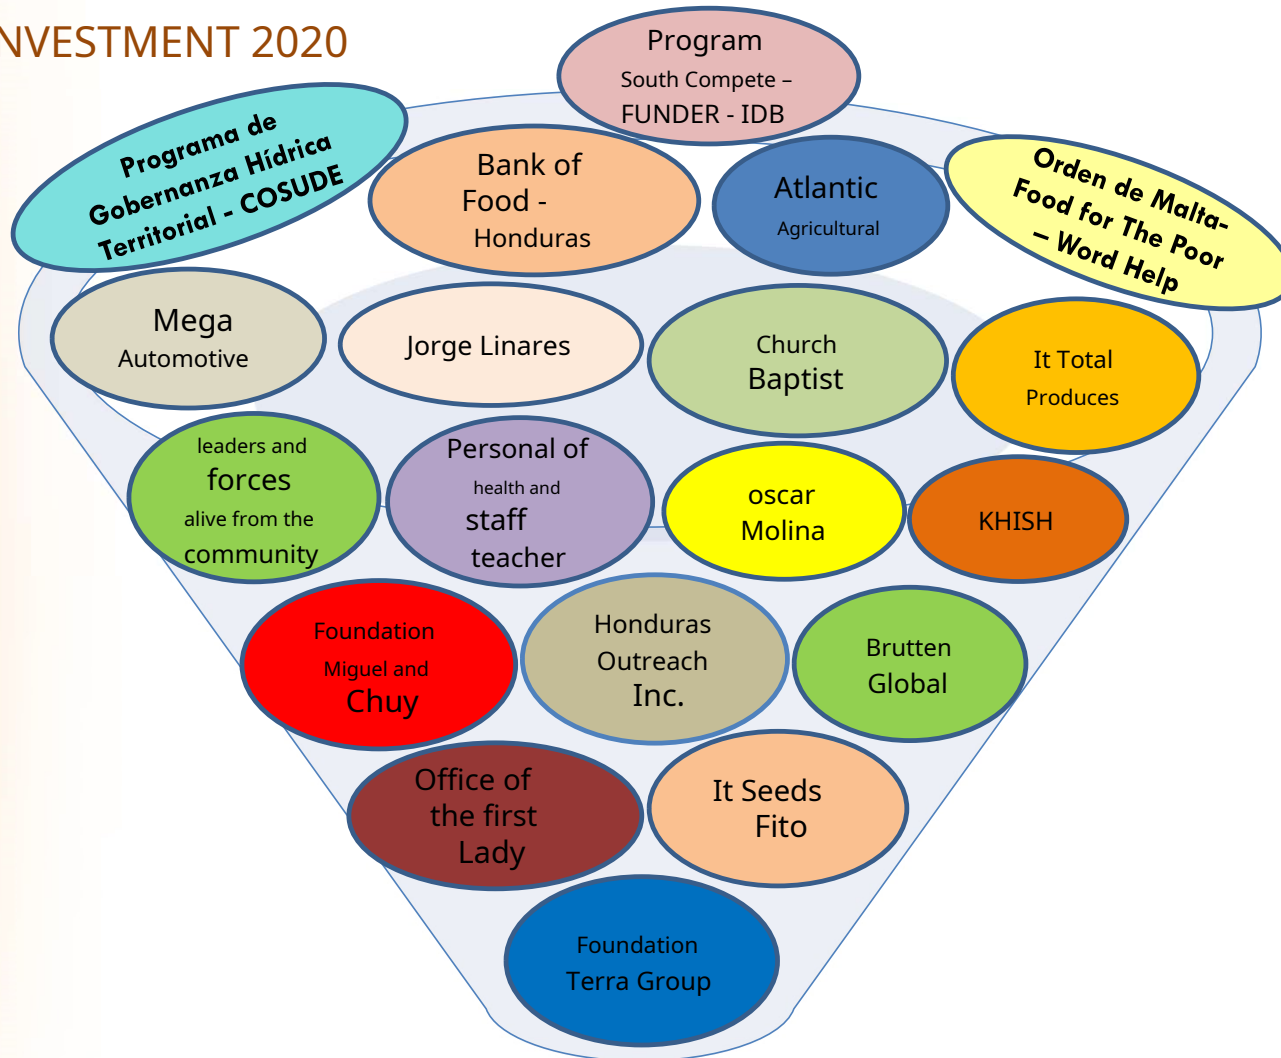 NVESTMENT 2020
Program
South Compete –
FUNDER - IDB
Programa de
Gobernanza Hídrica
Territorial - COSUDE
Bank of
Food -
Honduras
Atlantic
Agricultural
Orden de Malta-
Food for The Poor
– Word Help
Mega
Automotive
Jorge Linares
Church
Baptist
It Total
Produces
leaders and
forces
alive from the
community
Personal of
health and
staff
teacher
oscar
Molina
KHISH
Foundation
Miguel and
Chuy
Honduras
Outreach
Inc.
Brutten
Global
Office of
the first
Lady
It Seeds
Fito
Foundation
Terra Group